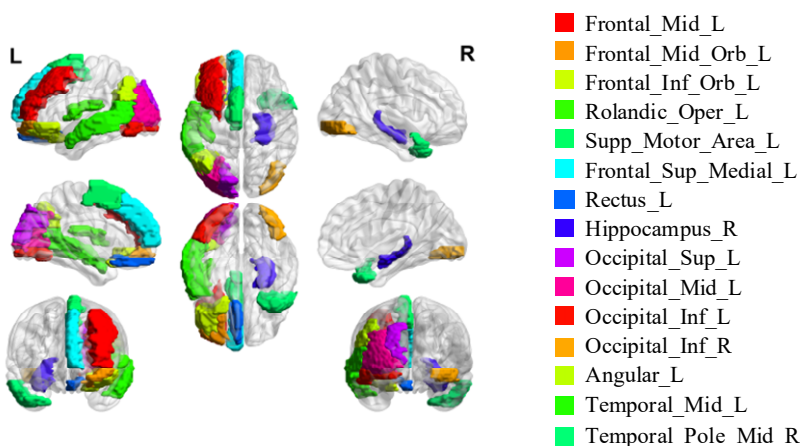 L
R
Frontal_Mid_L
Frontal_Mid_Orb_L
Frontal_Inf_Orb_L
Rolandic_Oper_L
Supp_Motor_Area_L
Frontal_Sup_Medial_L
Rectus_L
Hippocampus_R
Occipital_Sup_L
Occipital_Mid_L
Occipital_Inf_L
Occipital_Inf_R
Angular_L
Temporal_Mid_L
Temporal_Pole_Mid_R